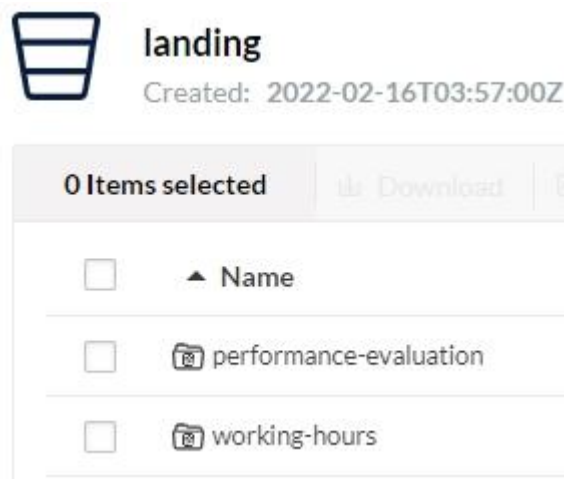 landing
Created: 2022-02-16T03:57:00Z
0 Items selected Download
Name
performance-evaluation
working-hours